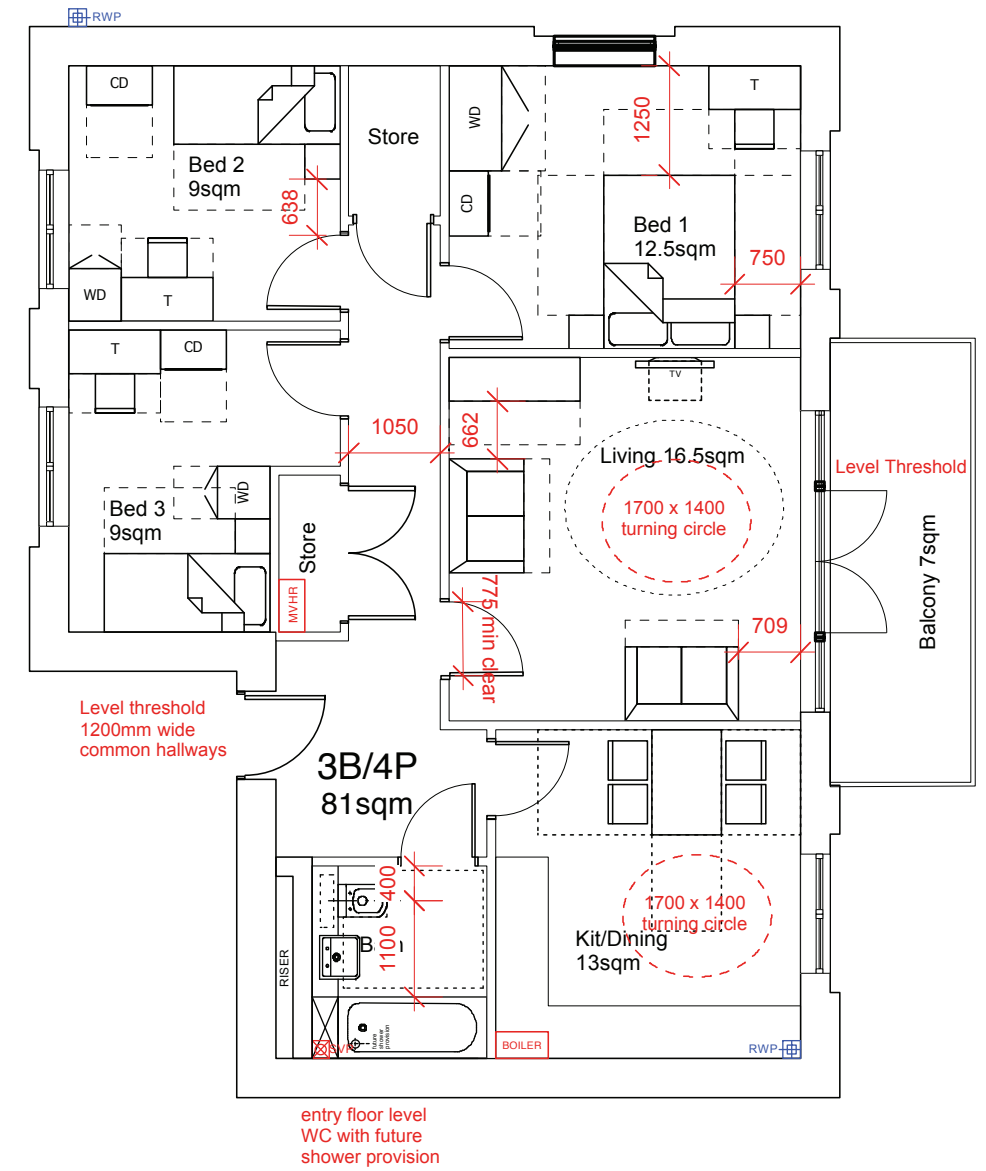 RWP
CD
Bed 2
9sqm
638
WD
T
Store
WD
CD
1250
T
Bed 1
12.5sqm
750
T
CD
1050
662
TV
Living 16.5sqm
1700 x 1400
turning circle
Level Threshold
Balcony 7sqm
Bed 3
9sqm
WD
Store
MVHR
775 min clear
709
Level threshold
1200mm wide
common hallways
3B/4P
81sqm
400
1100
RISER
future
shower
provision
SVP
BOILER
1700 x 1400
turning circle
Kit/Dining
13sqm
RWP
entry floor level
WC with future
shower provision